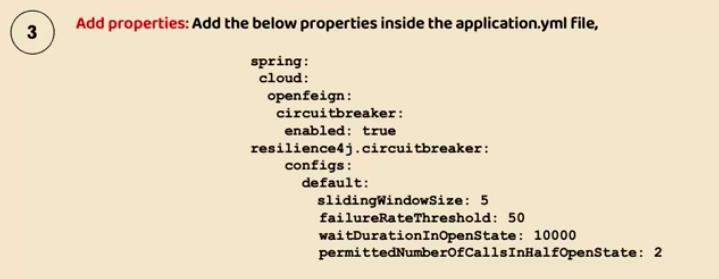 3
Add properties: Add the below properties inside the application.yml file,
spring:
 cloud:
  openfeign:
   circuitbreaker:
    enabled: true
resilience4j.circuitbreaker:
    configs:
      default:
        slidingWindowSize: 5
        failureRateThreshold: 50
        waitDurationInOpenState: 10000
        permittedNumberOfCallsInHalfOpenState: 2